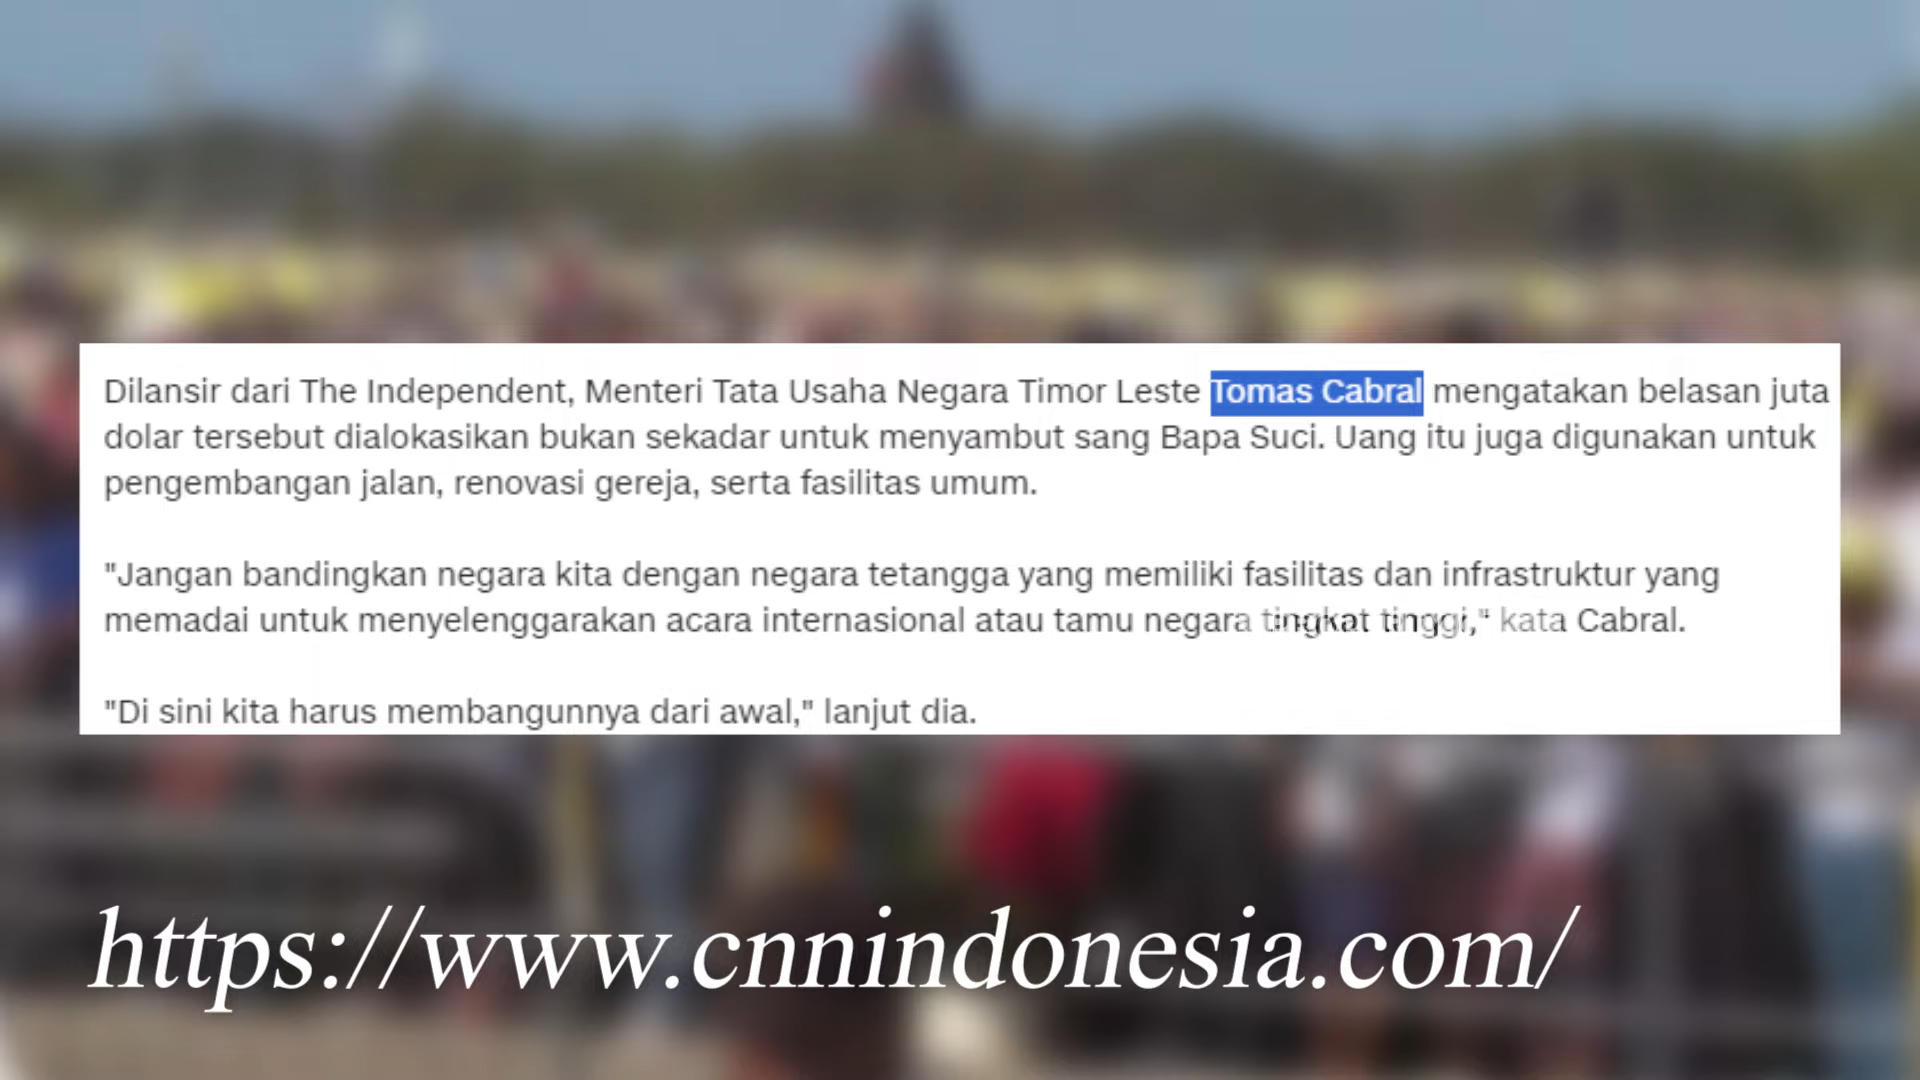 Dilansir dari The Independent, Menteri Tata Usaha Negara Timor Leste Tomas Cabral mengatakan belasan juta
dolar tersebut dialokasikan bukan sekadar untuk menyambut sang Bapa Suci. Uang itu juga digunakan untuk
pengembangan jalan, renovasi gereja, serta fasilitas umum.
"Jangan bandingkan negara kita dengan negara tetangga yang memiliki fasilitas dan infrastruktur yang
memadai untuk menyelenggarakan acara internasional atau tamu negara tingkat tinggi," kata Cabral.
"Di sini kita harus membangunnya dari awal," lanjut dia.
https://www.cnnindonesia.com/